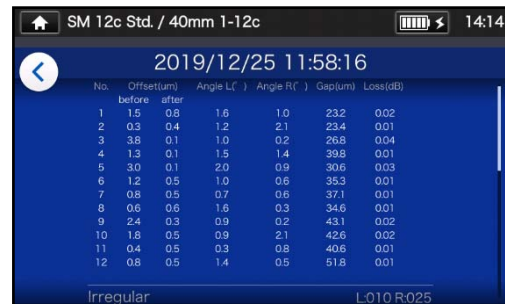 SM 12c Std. / 40mm 1-12c 14:14
2019/12/25 11:58:16
No. Offset(um) Angle L(°) Angle R(°) Gap(um) Loss(dB)
before after
1 1.5 0.8 1.6 1.0 23.2 0.02
2 0.3 0.4 1.2 2.1 23.4 0.01
3 3.8 0.1 1.0 0.2 26.8 0.04
4 1.3 0.1 1.5 1.4 39.8 0.01
5 3.0 0.1 2.0 0.9 30.6 0.03
6 1.2 0.5 1.0 0.6 35.3 0.01
7 0.8 0.5 0.7 0.6 37.1 0.01
8 0.6 0.6 1.6 0.3 34.6 0.01
9 2.4 0.3 0.9 0.2 43.1 0.02
10 1.8 0.5 0.9 2.1 42.6 0.02
11 0.4 0.5 0.3 0.8 40.6 0.01
12 0.8 0.5 1.4 0.5 51.8 0.01
Irregular L:010 R:025